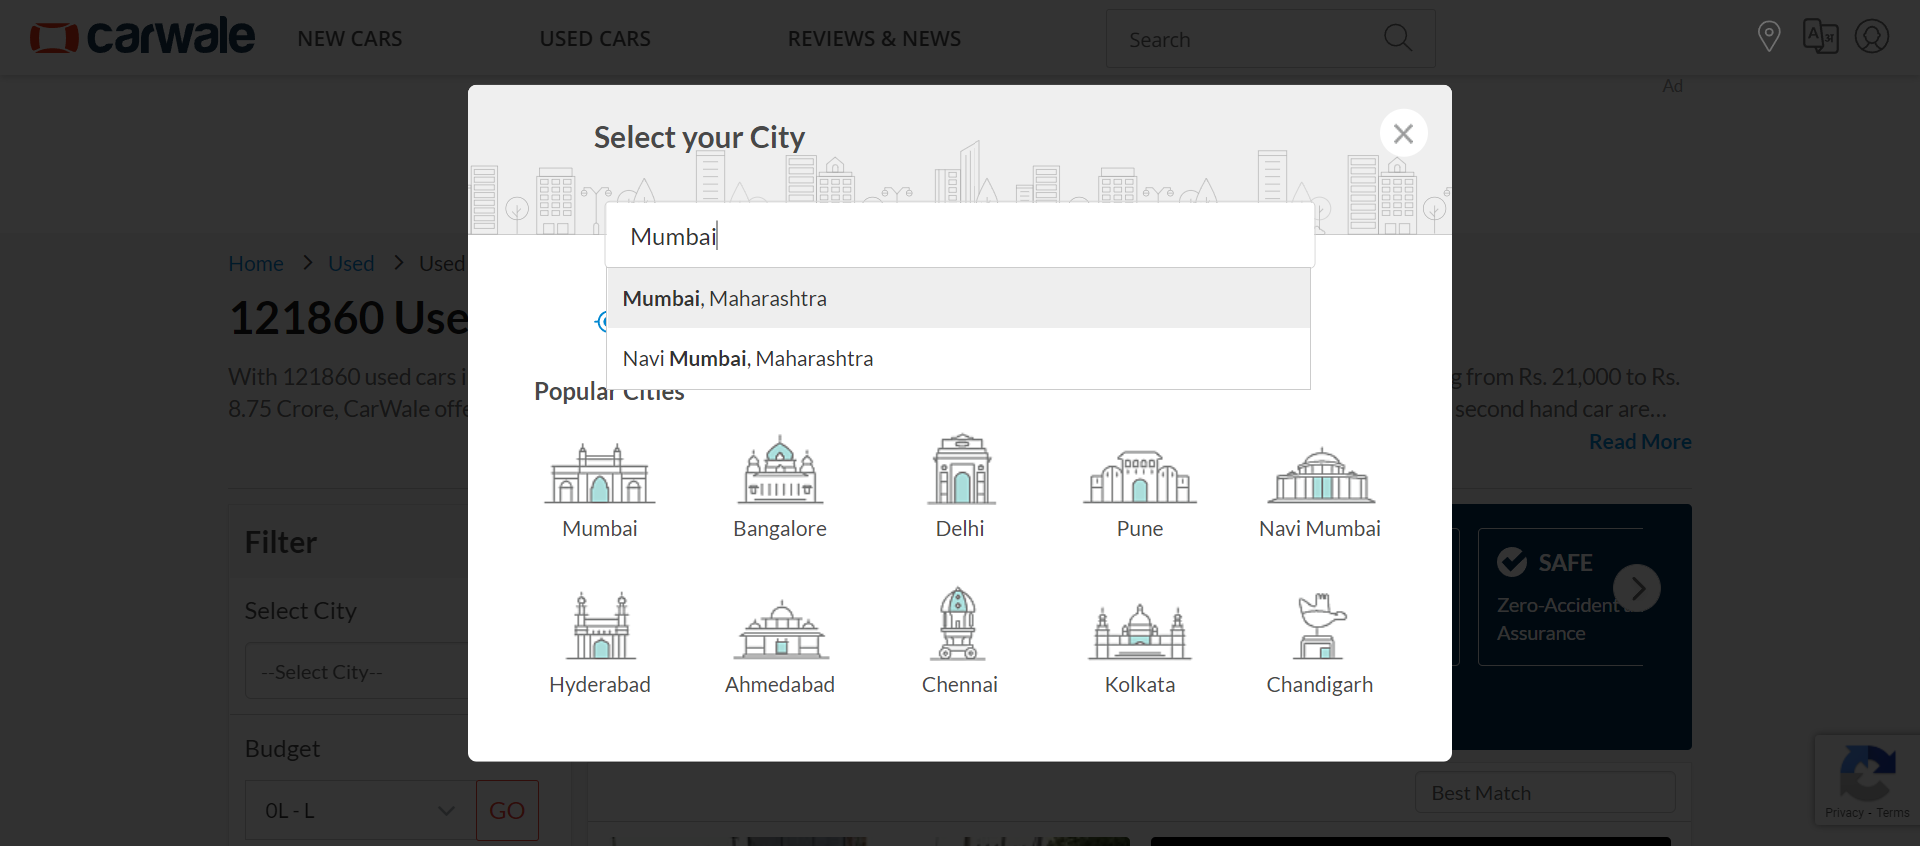 carwale NEW CARS USED CARS REVIEWS & NEWS Search
Ad
Select your City
Mumbai
Home > Used > Used
Mumbai, Maharashtra
121860 Use
Navi Mumbai, Maharashtra
With 121860 used cars i
g from Rs. 21,000 to Rs.
Popular Cities
8.75 Crore, CarWale offe
second hand car are...
Read More
Mumbai Bangalore Delhi Pune Navi Mumbai
Filter
SAFE
Zero-Accident
Assurance
Select City
--Select City--
Hyderabad Ahmedabad Chennai Kolkata Chandigarh
Budget
0L - L GO
Best Match
Privacy - Terms